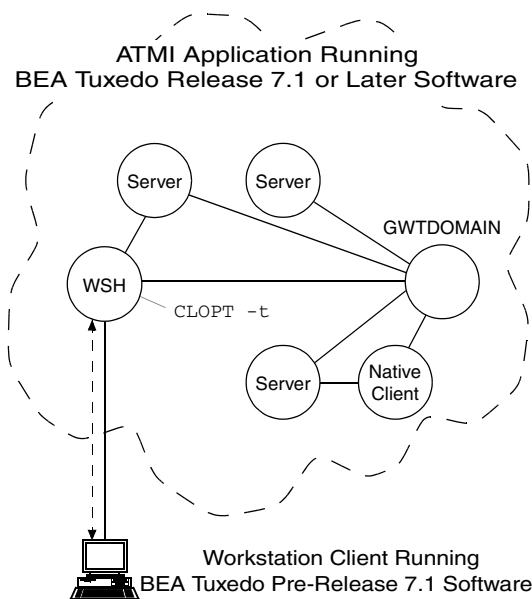 ATMI Application Running
BEA Tuxedo Release 7.1 or Later Software
Server
Server
GWTDOMAIN
WSH
CLOPT -t
Server
Native
Client
Workstation Client Running
BEA Tuxedo Pre-Release 7.1 Software